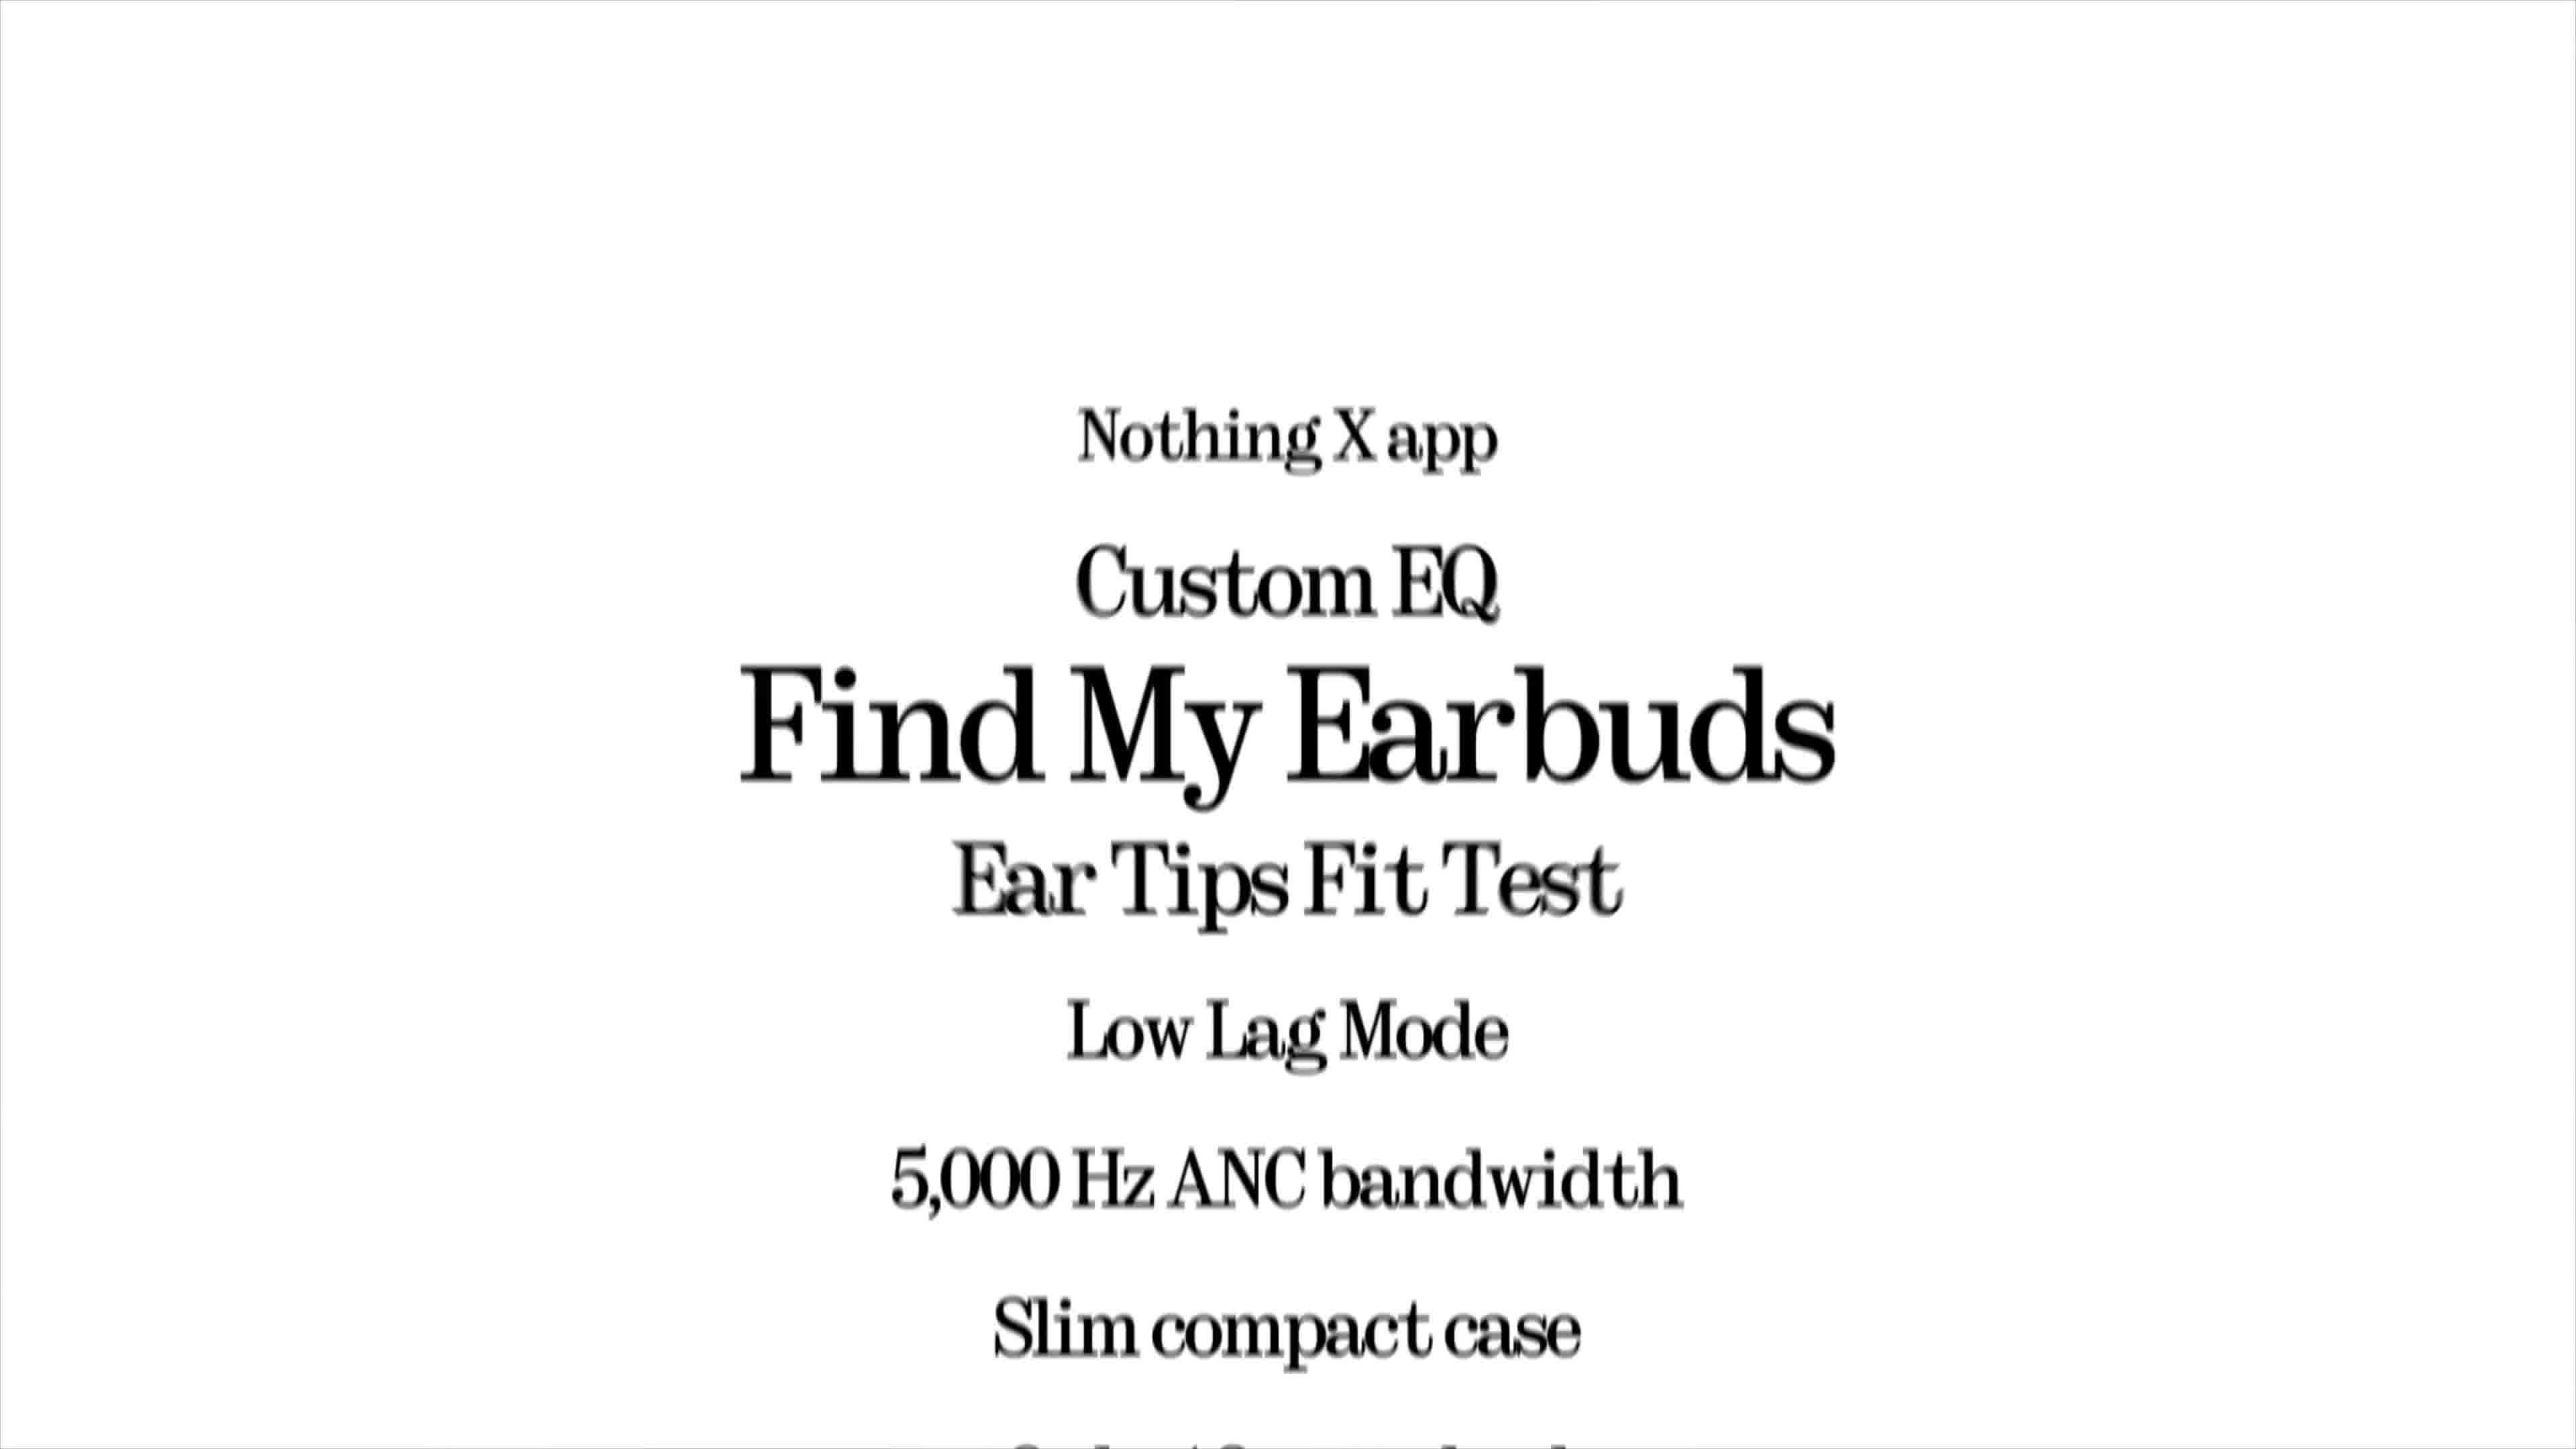 Nothing X app
Custom EQ
Find My Earbuds
Ear Tips Fit Test
Low Lag Mode
5,000 Hz ANC bandwidth
Slim compact case